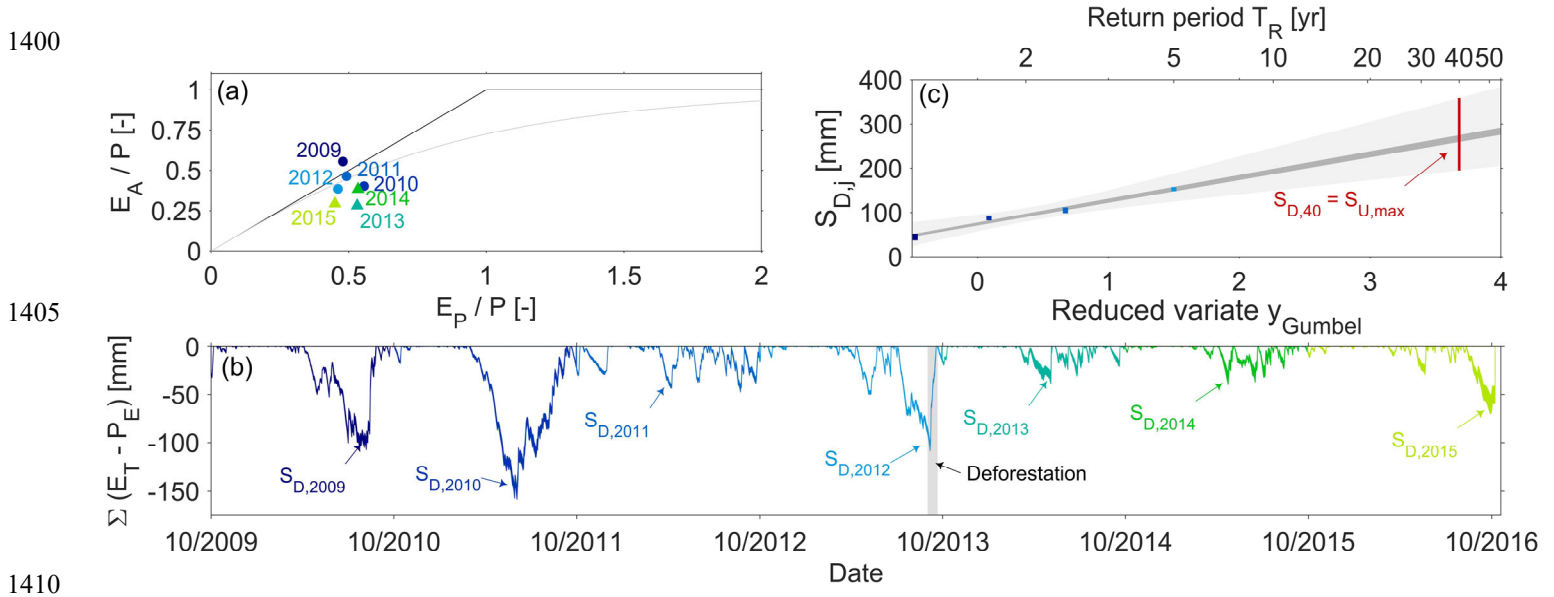 1400
Return period T_R [yr]
2 5 10 20 30 40 50
(a)
1
0.75
0.5
0.25
0
E_A / P [-]
2009
2011
2012
2010
2014
2015
2013
0 0.5 1 1.5 2
E_P / P [-]
(c)
400
300
200
100
0
S_D,j [mm]
S_D,40 = S_U,max
0 1 2 3 4
Reduced variate y_Gumbel
1405
(b)
0
-50
-100
-150
Σ (E_T - P_E) [mm]
S_D,2009
S_D,2010
S_D,2011
S_D,2012
Deforestation
S_D,2013
S_D,2014
S_D,2015
10/2009 10/2010 10/2011 10/2012 10/2013 10/2014 10/2015 10/2016
Date
1410